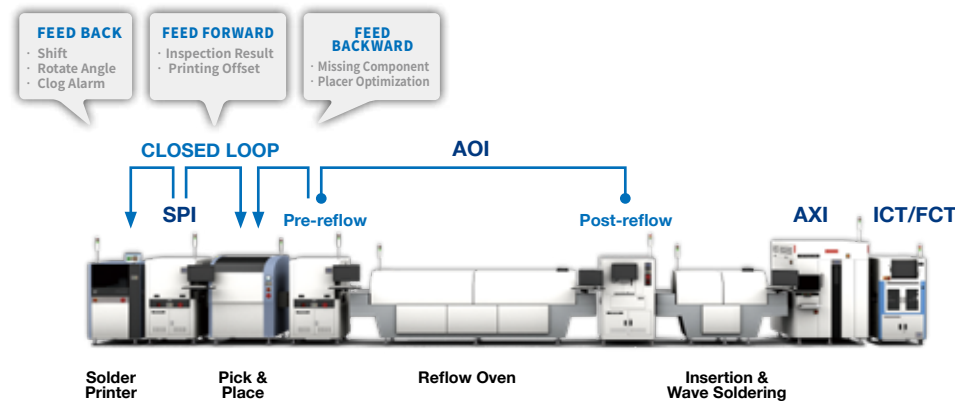 FEED BACK
· Shift
· Rotate Angle
· Clog Alarm
FEED FORWARD
· Inspection Result
· Printing Offset
FEED
BACKWARD
· Missing Component
· Placer Optimization
CLOSED LOOP
AOI
SPI
Pre-reflow
Post-reflow
AXI
ICT/FCT
Solder
Printer
Pick &
Place
Reflow Oven
Insertion &
Wave Soldering